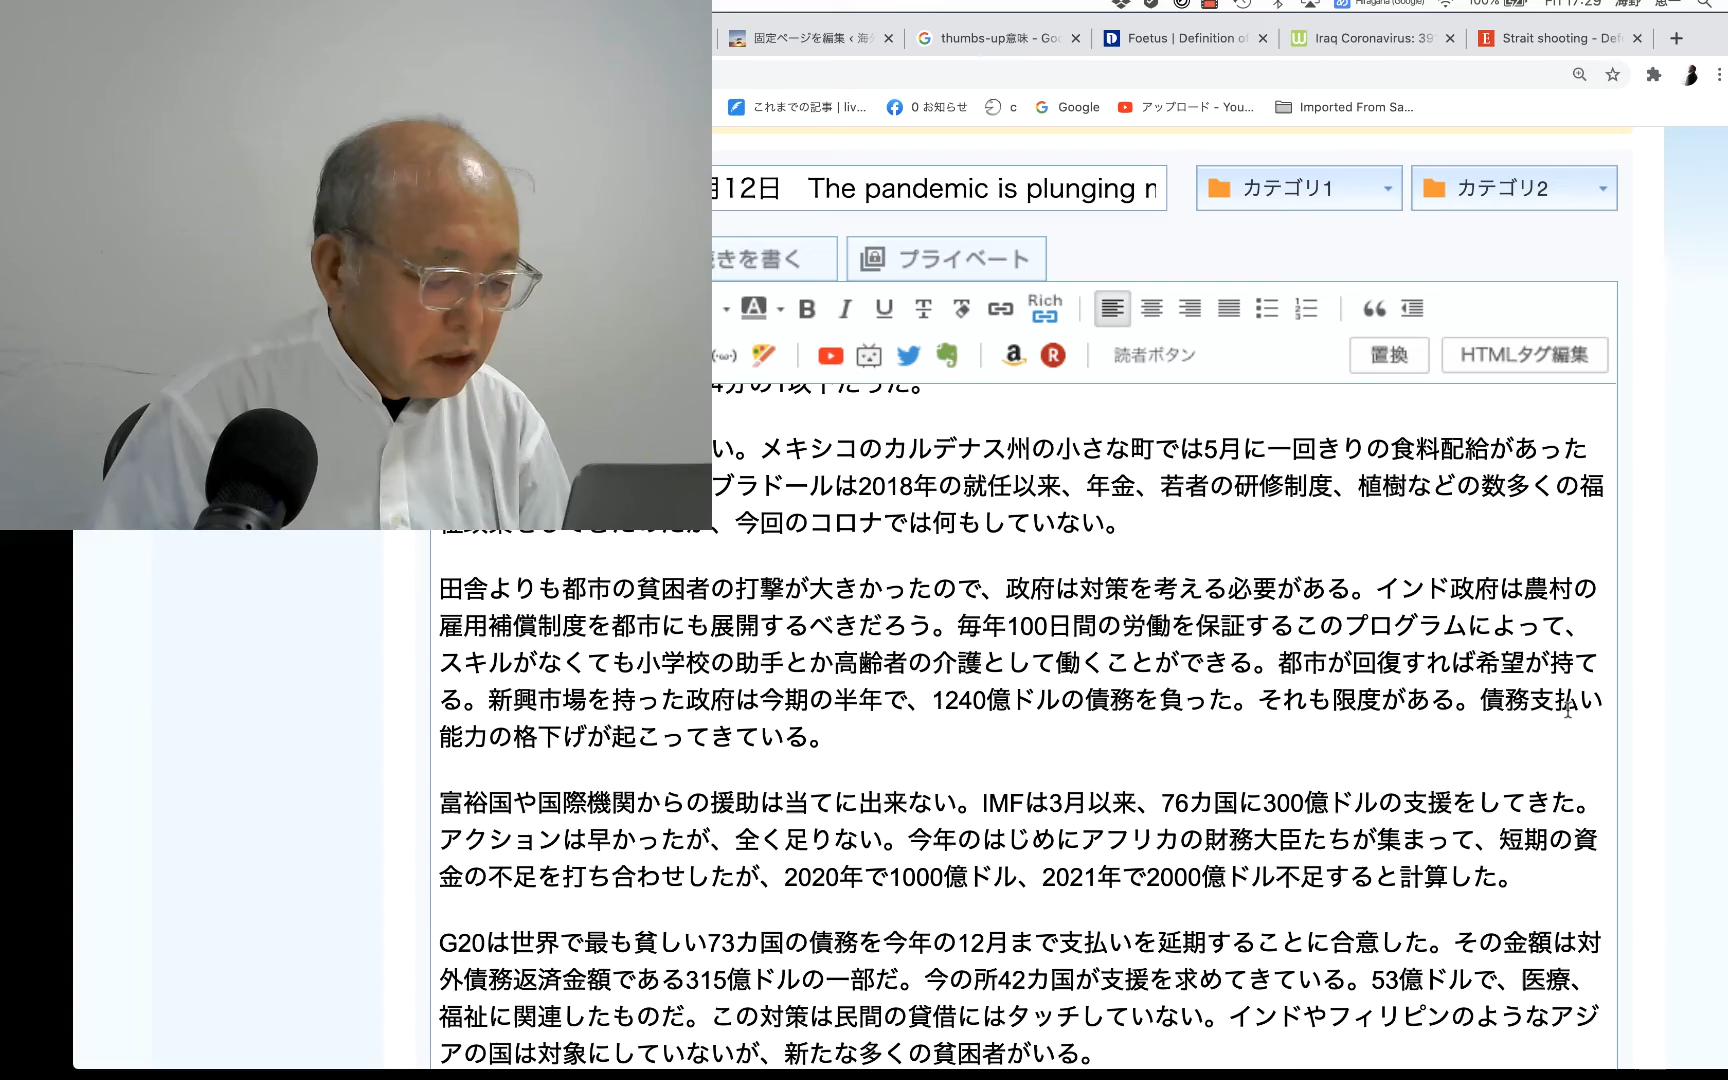 100% Fri 17:29 海野 恵一
固定ページを編集 ‹ 海
thumbs-up意味 - Goo
Foetus | Definition of
Iraq Coronavirus: 39
Strait shooting - Def
これまでの記事 | liv...
0 お知らせ
c
Google
アップロード - You...
Imported From Sa...
月12日 The pandemic is plunging
カテゴリ1
カテゴリ2
きを書く
プライベート
A B I U T Rich
読者ボタン
置換
HTMLタグ編集
4分の1以下だった。
い。メキシコのカルデナス州の小さな町では5月に一回きりの食料配給があった
ブラドールは2018年の就任以来、年金、若者の研修制度、植樹などの数多くの福
、今回のコロナでは何もしていない。
田舎よりも都市の貧困者の打撃が大きかったので、政府は対策を考える必要がある。インド政府は農村の
雇用補償制度を都市にも展開するべきだろう。毎年100日間の労働を保証するこのプログラムによって、
スキルがなくても小学校の助手とか高齢者の介護として働くことができる。都市が回復すれば希望が持て
る。新興市場を持った政府は今期の半年で、1240億ドルの債務を負った。それも限度がある。債務支払い
能力の格下げが起こってきている。
富裕国や国際機関からの援助は当てに出来ない。IMFは3月以来、76カ国に300億ドルの支援をしてきた。
アクションは早かったが、全く足りない。今年のはじめにアフリカの財務大臣たちが集まって、短期の資
金の不足を打ち合わせしたが、2020年で1000億ドル、2021年で2000億ドル不足すると計算した。
G20は世界で最も貧しい73カ国の債務を今年の12月まで支払いを延期することに合意した。その金額は対
外債務返済金額である315億ドルの一部だ。今の所42カ国が支援を求めてきている。53億ドルで、医療、
福祉に関連したものだ。この対策は民間の貸借にはタッチしていない。インドやフィリピンのようなアジ
アの国は対象にしていないが、新たな多くの貧困者がいる。